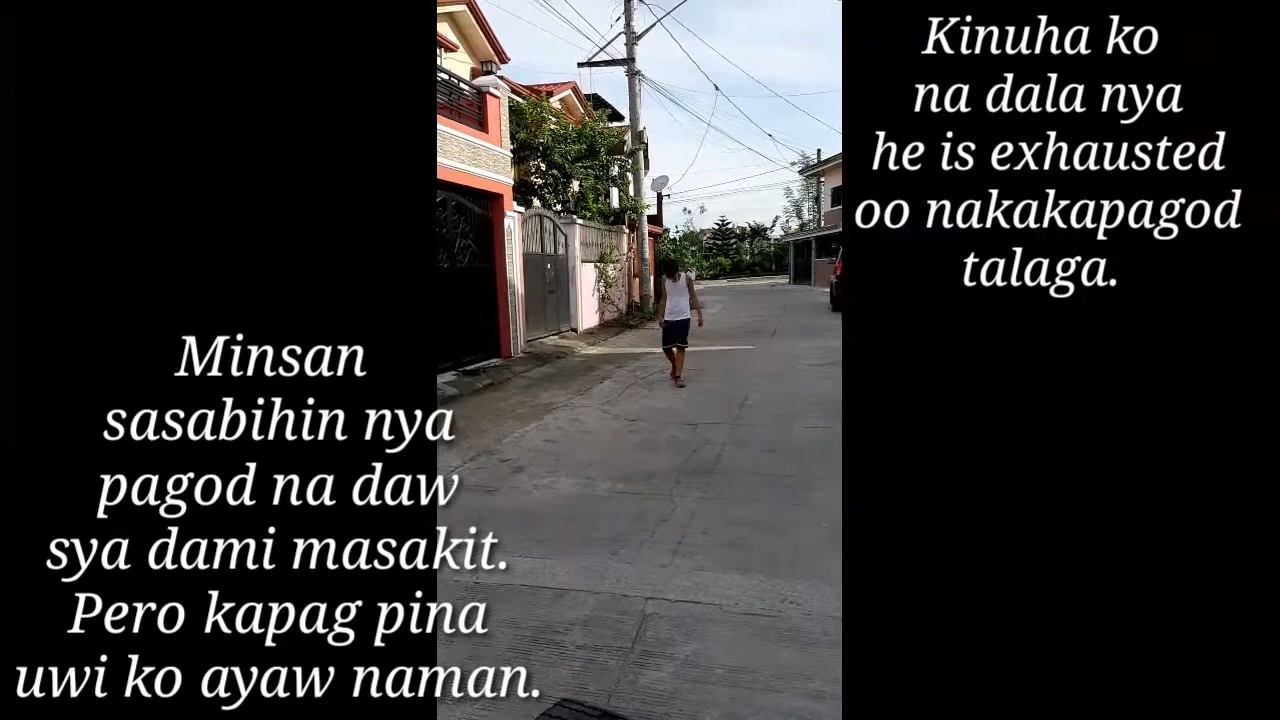 Kinuha ko
na dala nya
he is exhausted
oo nakakapagod
talaga.
Minsan
sasabihin nya
pagod na daw
sya dami masakit.
Pero kapag pina
uwi ko ayaw naman.